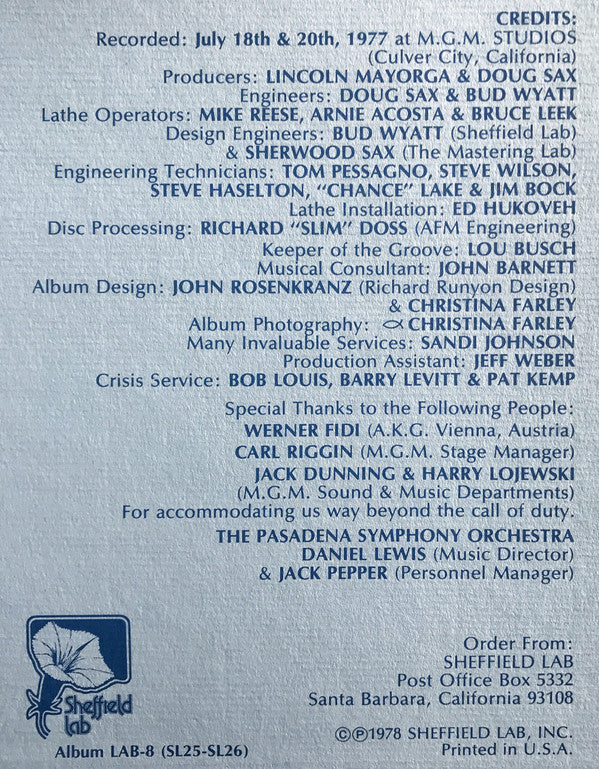 CREDITS:
Recorded: July 18th & 20th, 1977 at M.G.M. STUDIOS
(Culver City, California)
Producers: LINCOLN MAYORGA & DOUG SAX
Engineers: DOUG SAX & BUD WYATT
Lathe Operators: MIKE REESE, ARNIE ACOSTA & BRUCE LEEK
Design Engineers: BUD WYATT (Sheffield Lab)
& SHERWOOD SAX (The Mastering Lab)
Engineering Technicians: TOM PESSAGNO, STEVE WILSON,
STEVE HASELTON, "CHANCE" LAKE & JIM BOCK
Lathe Installation: ED HUKOVEH
Disc Processing: RICHARD "SLIM" DOSS (AFM Engineering)
Keeper of the Groove: LOU BUSCH
Musical Consultant: JOHN BARNETT
Album Design: JOHN ROSENKRANZ (Richard Runyon Design)
& CHRISTINA FARLEY
Album Photography: CHRISTINA FARLEY
Many Invaluable Services: SANDI JOHNSON
Production Assistant: JEFF WEBER
Crisis Service: BOB LOUIS, BARRY LEVITT & PAT KEMP
Special Thanks to the Following People:
WERNER FIDI (A.K.G. Vienna, Austria)
CARL RIGGIN (M.G.M. Stage Manager)
JACK DUNNING & HARRY LOJEWSKI
(M.G.M. Sound & Music Departments)
For accommodating us way beyond the call of duty.
THE PASADENA SYMPHONY ORCHESTRA
DANIEL LEWIS (Music Director)
& JACK PEPPER (Personnel Manager)
Sheffield
Lab
Album LAB-8 (SL25-SL26)
Order From:
SHEFFIELD LAB
Post Office Box 5332
Santa Barbara, California 93108
©℗1978 SHEFFIELD LAB, INC.
Printed in U.S.A.